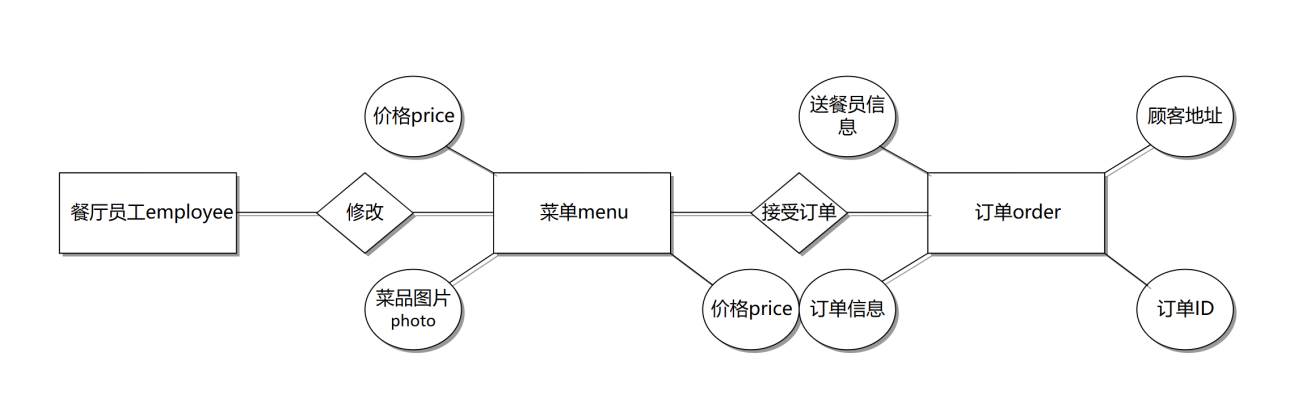 价格price
送餐员信
息
顾客地址
餐厅员工employee
修改
菜单menu
接受订单
订单order
菜品图片
photo
价格price
订单信息
订单ID